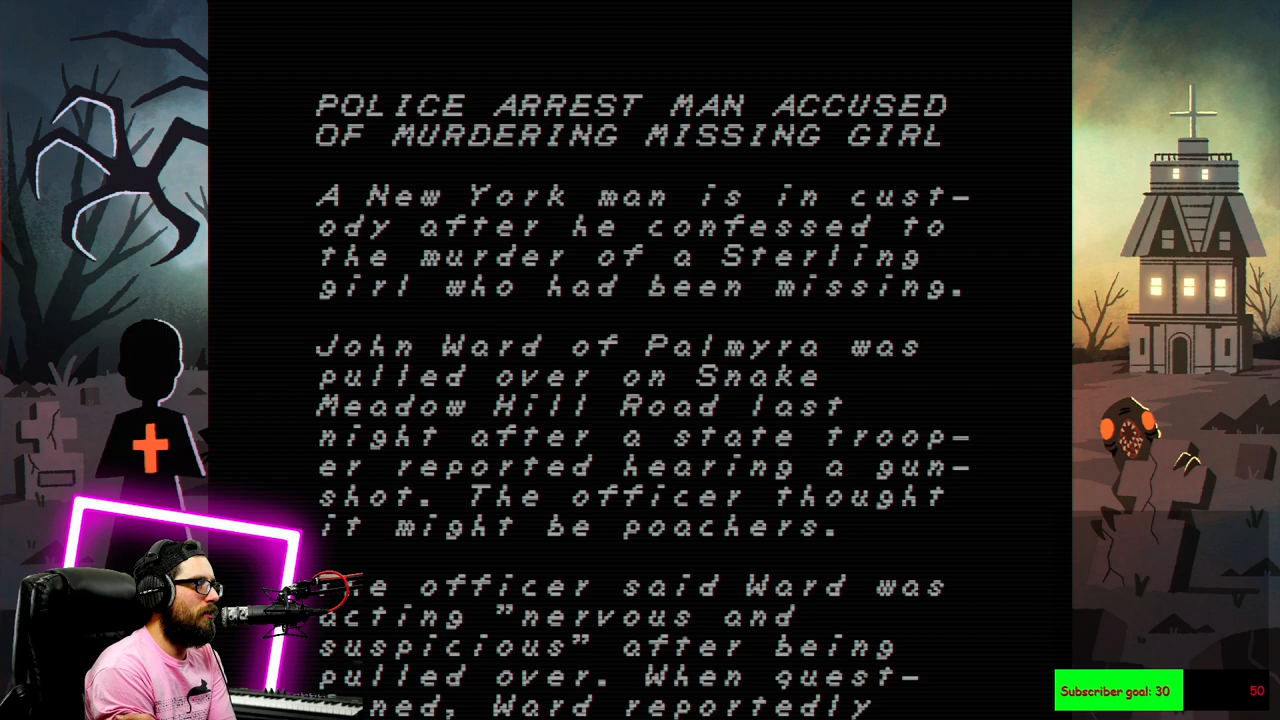 POLICE ARREST MAN ACCUSED
OF MURDERING MISSING GIRL
A New York man is in cust-
ody after he confessed to
the murder of a Sterling
girl who had been missing.
John Ward of Palmyra was
pulled over on Snake
Meadow Hill Road last
night after a state troop-
er reported hearing a gun-
shot. The officer thought
it might be poachers.
officer said Ward was
acting "nervous and
suspicious" after being
pulled over. When quest-
ned, Ward reportedly
Subscriber goal: 30
50